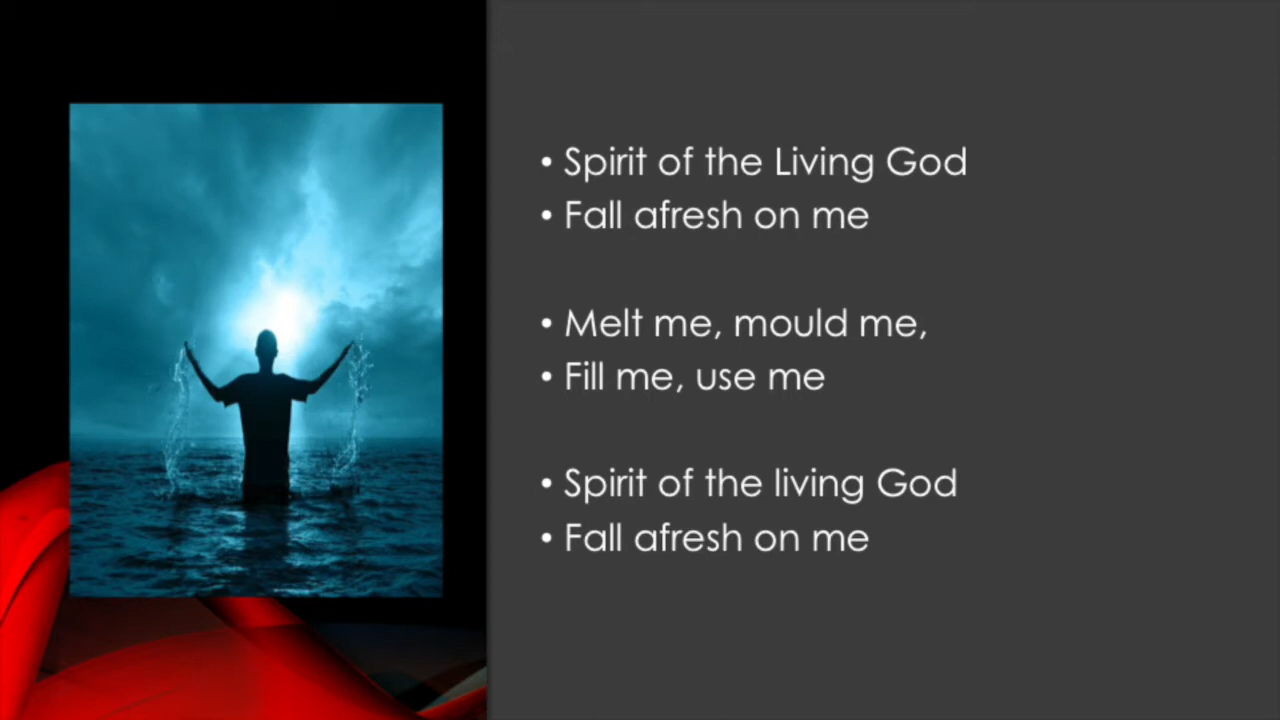 • Spirit of the Living God
• Fall afresh on me
• Melt me, mould me,
• Fill me, use me
• Spirit of the living God
• Fall afresh on me